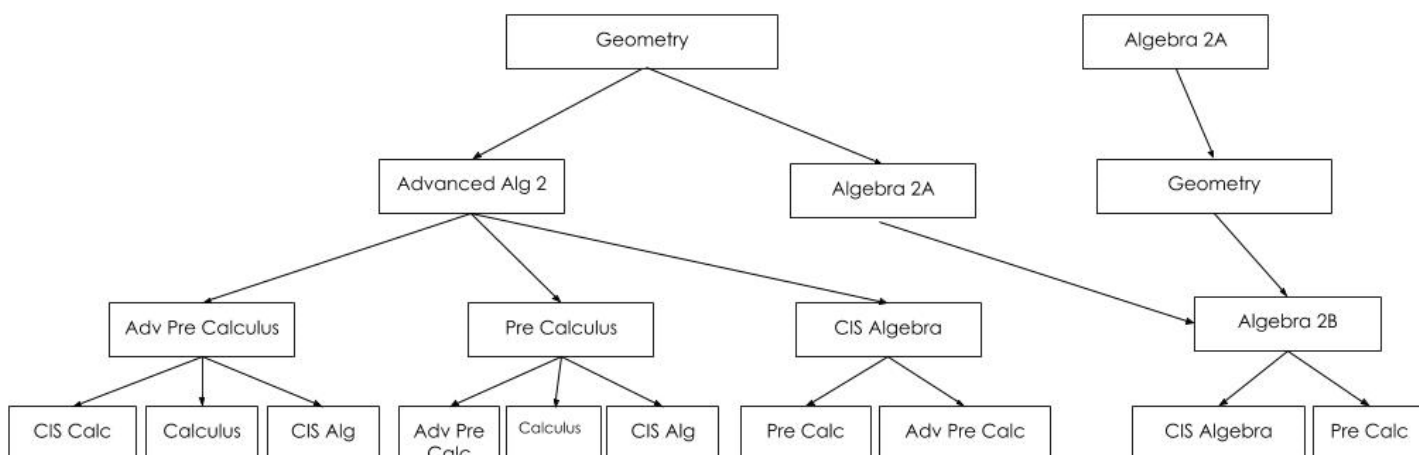 Geometry
Algebra 2A
Advanced Alg 2
Algebra 2A
Geometry
Adv Pre Calculus
Pre Calculus
CIS Algebra
Algebra 2B
CIS Calc
Calculus
CIS Alg
Adv Pre
Calc
Calculus
CIS Alg
Pre Calc
Adv Pre Calc
CIS Algebra
Pre Calc